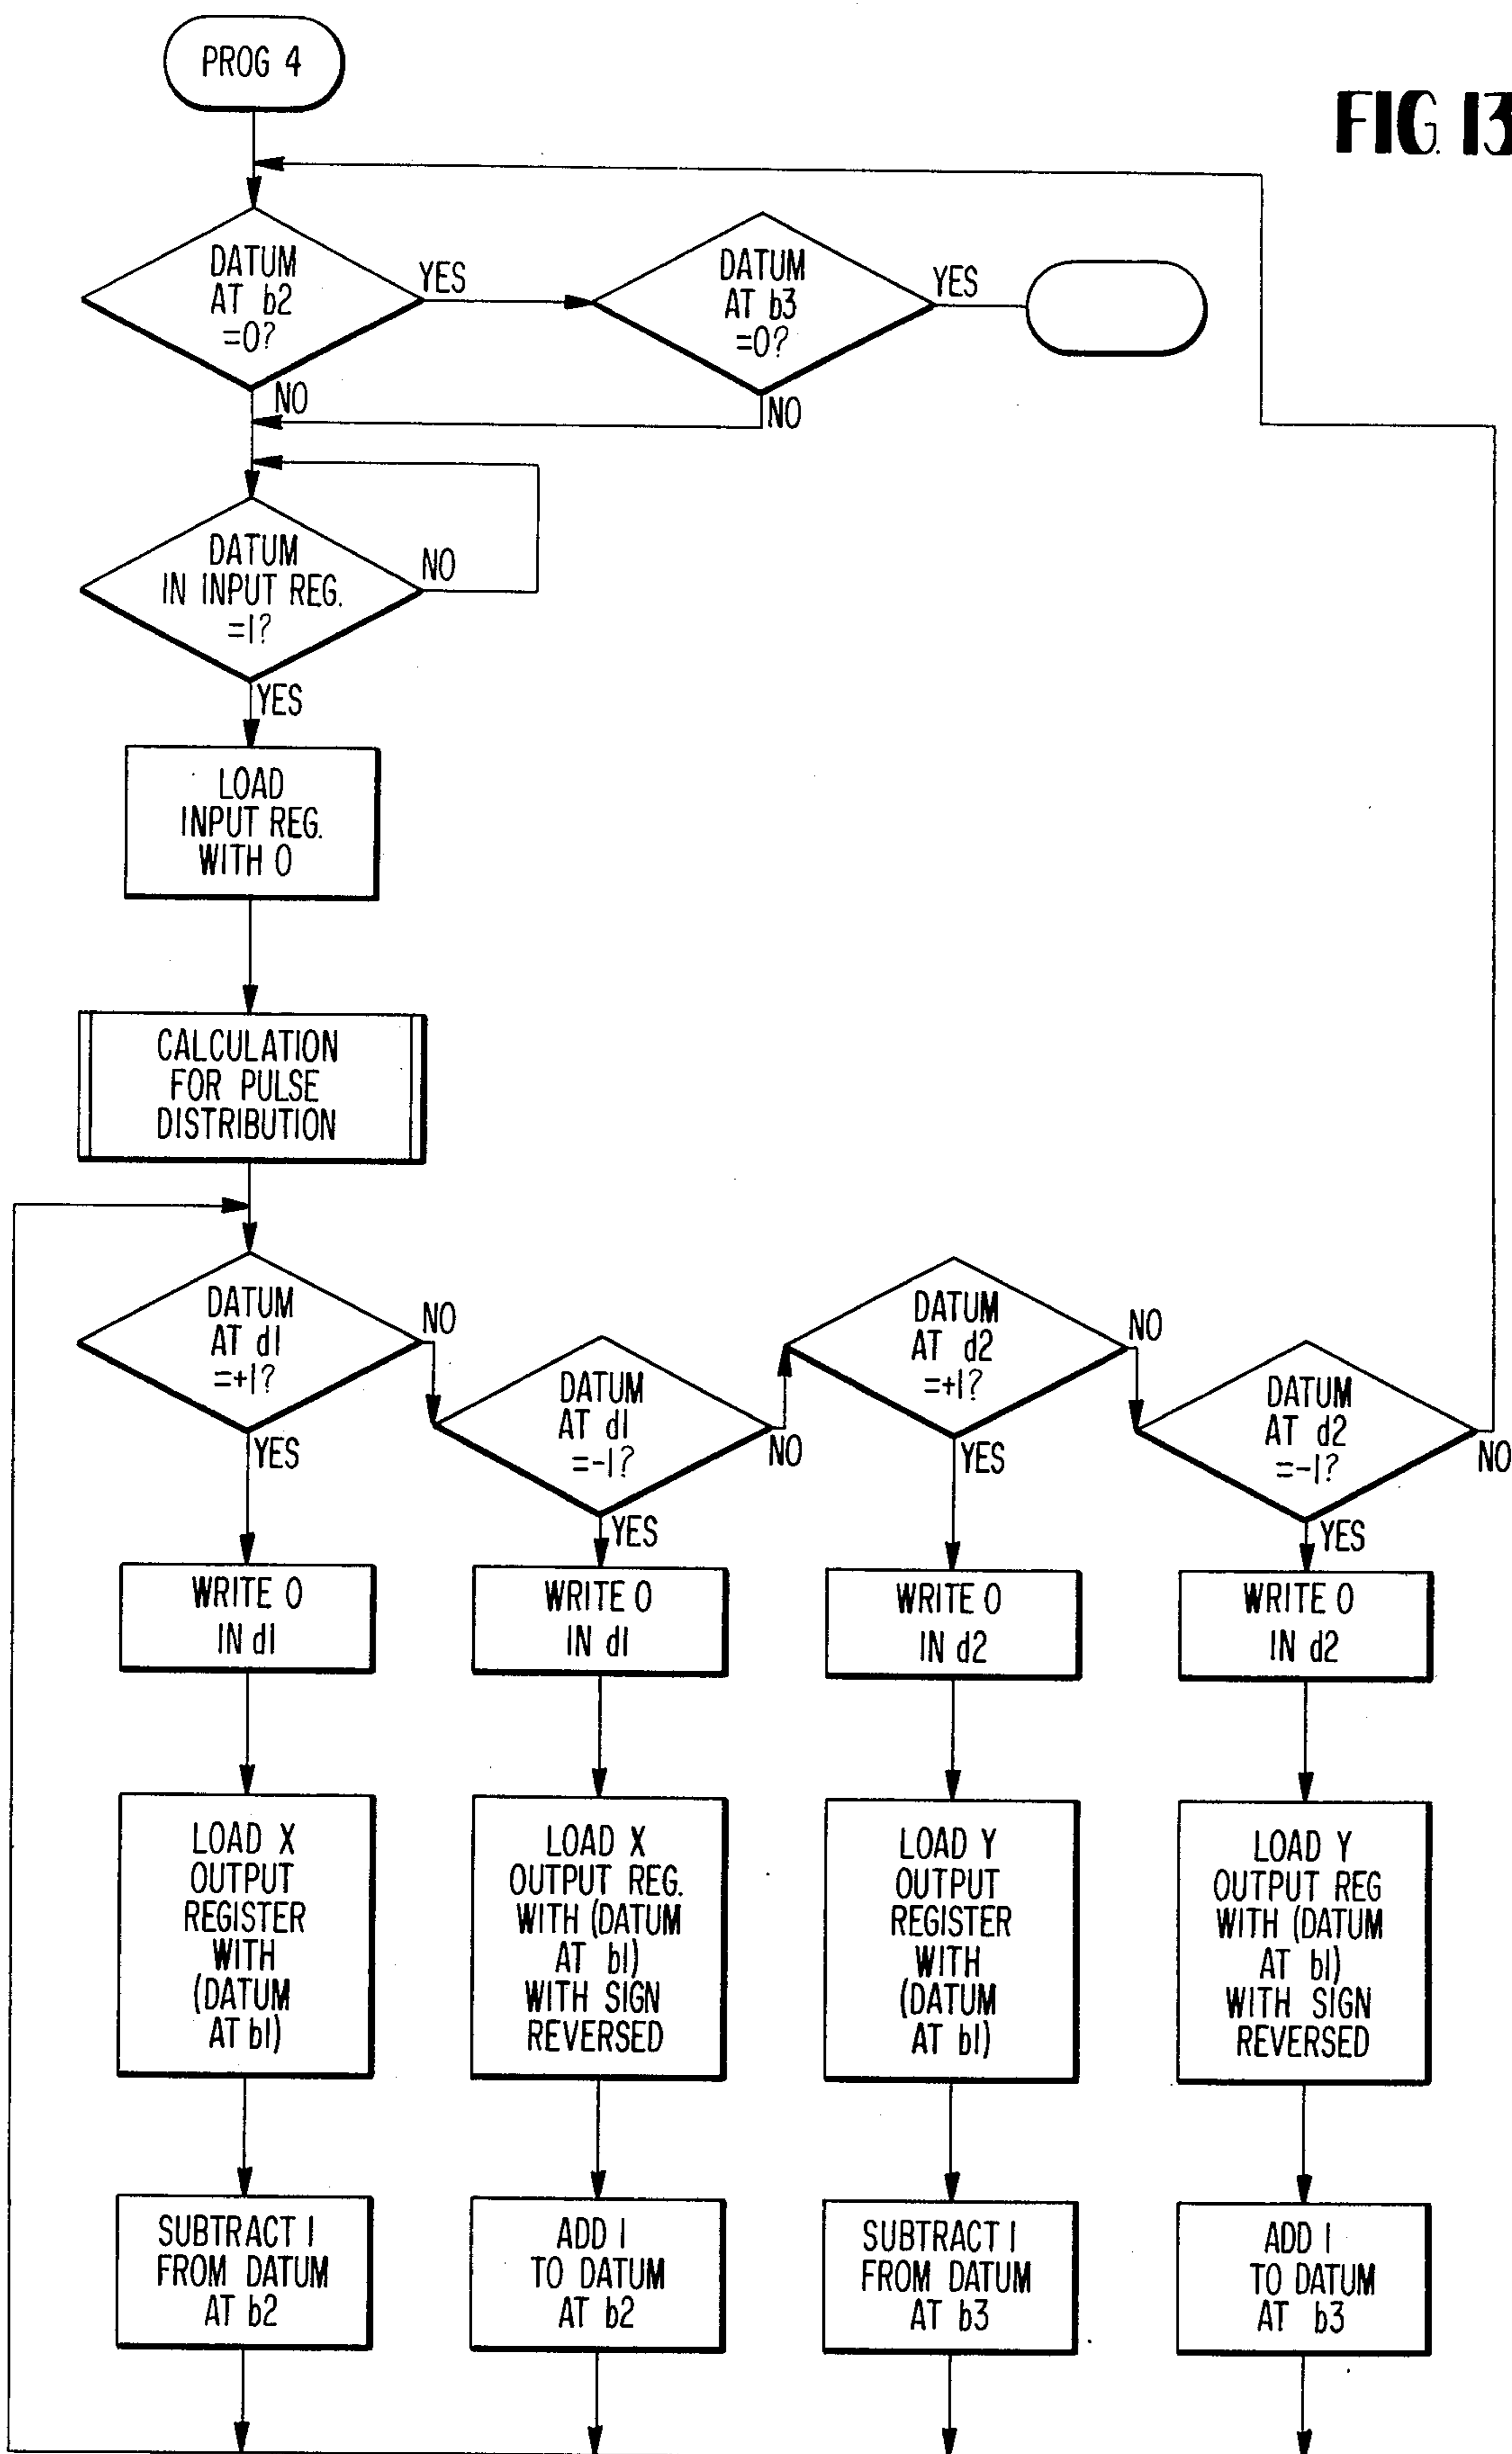 PROG 4
FIG. 13
DATUM
AT b2
=0?
YES
NO
DATUM
AT b3
=0?
YES
NO
DATUM
IN INPUT REG.
=1?
NO
YES
LOAD
INPUT REG.
WITH 0
CALCULATION
FOR PULSE
DISTRIBUTION
DATUM
AT d1
=+1?
NO
YES
DATUM
AT d1
=-1?
NO
YES
DATUM
AT d2
=+1?
NO
YES
DATUM
AT d2
=-1?
NO
YES
WRITE 0
IN d1
WRITE 0
IN d1
WRITE 0
IN d2
WRITE 0
IN d2
LOAD X
OUTPUT
REGISTER
WITH
(DATUM
AT b1)
LOAD X
OUTPUT REG.
WITH (DATUM
AT b1)
WITH SIGN
REVERSED
LOAD Y
OUTPUT
REGISTER
WITH
(DATUM
AT b1)
LOAD Y
OUTPUT REG
WITH (DATUM
AT b1)
WITH SIGN
REVERSED
SUBTRACT 1
FROM DATUM
AT b2
ADD 1
TO DATUM
AT b2
SUBTRACT 1
FROM DATUM
AT b3
ADD 1
TO DATUM
AT b3